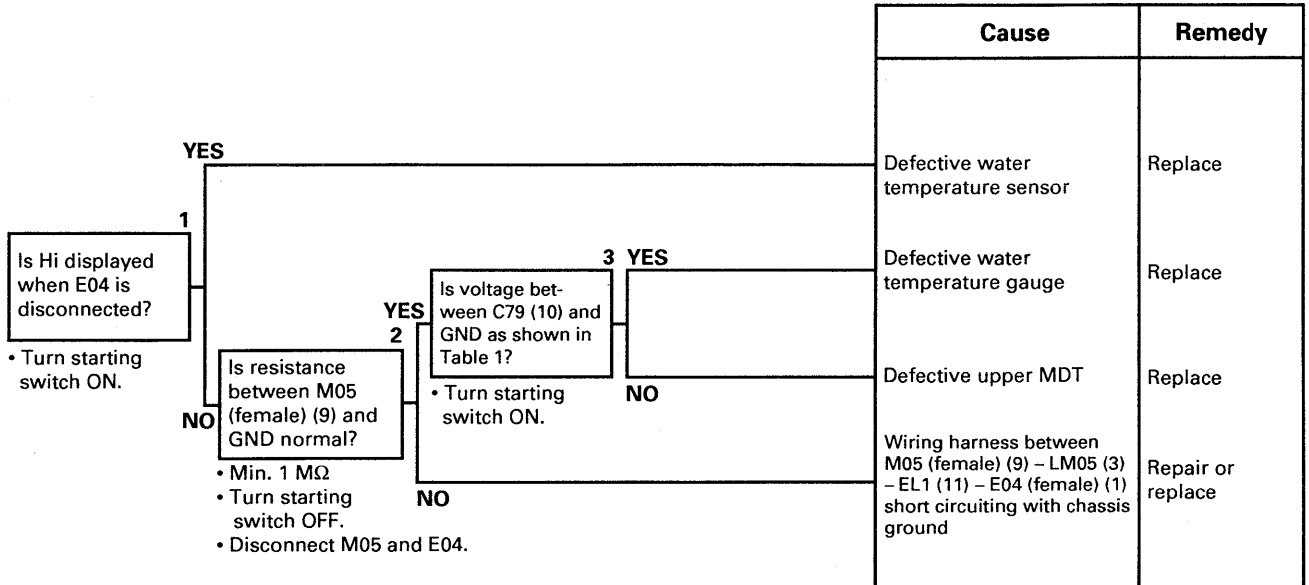 Cause
Remedy
YES
Defective water
temperature sensor
Replace
1
Is Hi displayed
when E04 is
disconnected?
• Turn starting
switch ON.
NO
YES
2
Is resistance
between M05
(female) (9) and
GND normal?
• Min. 1 MΩ
• Turn starting
switch OFF.
• Disconnect M05 and E04.
3
YES
Is voltage bet-
ween C79 (10) and
GND as shown in
Table 1?
• Turn starting
switch ON.
Defective water
temperature gauge
Replace
NO
Defective upper MDT
Replace
NO
Wiring harness between
M05 (female) (9) – LM05 (3)
– EL1 (11) – E04 (female) (1)
short circuiting with chassis
ground
Repair or
replace